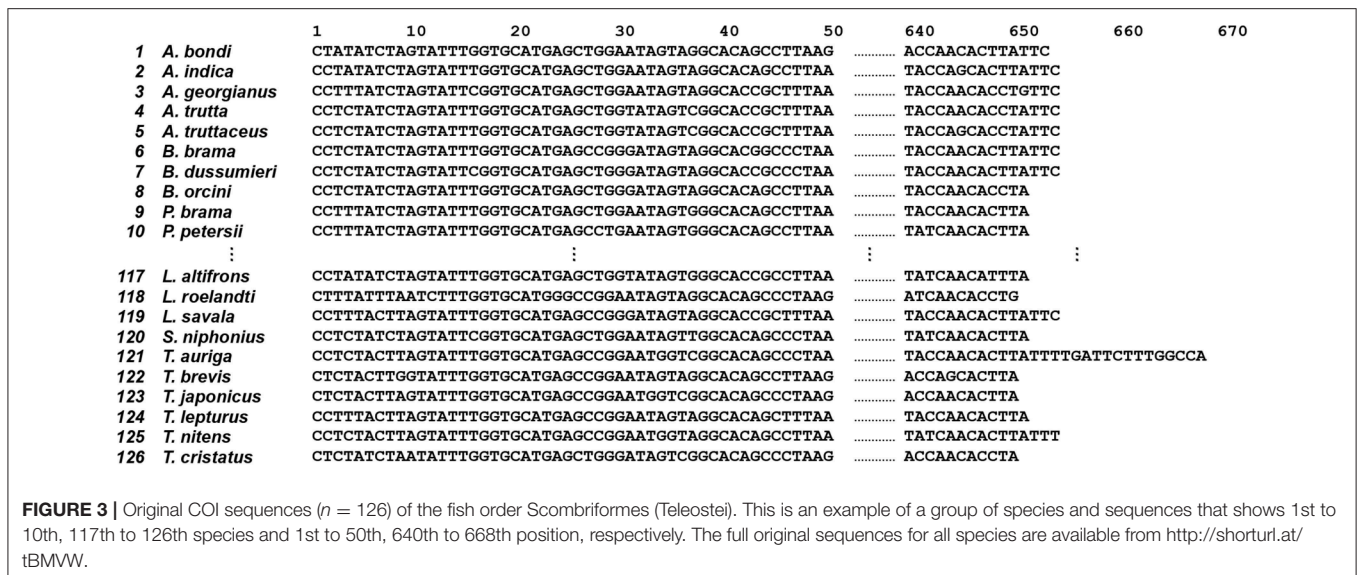 1 10 20 30 40 50 640 650 660 670
1 A. bondi CTATATCTAGTATTTGGTGCATGAGCTGGAATAGTAGGCACAGCCTTAAG ............ ACCAACACTTATTC
2 A. indica CCTATATCTAGTATTTGGTGCATGAGCTGGAATAGTAGGCACAGCCTTAA ............ TACCAGCACTTATTC
3 A. georgianus CCTTTATCTAGTATTCGGTGCATGAGCTGGAATAGTAGGCACCGCTTTAA ............ TACCAACACCTGTTC
4 A. trutta CCTCTATCTAGTATTTGGTGCATGAGCTGGTATAGTCGGCACCGCTTTAA ............ TACCAACACCTATTC
5 A. truttaceus CCTCTATCTAGTATTTGGTGCATGAGCTGGTATAGTCGGCACCGCTTTAA ............ TACCAGCACCTATTC
6 B. brama CCTCTATCTAGTATTTGGTGCATGAGCCGGGATAGTAGGCACGGCCCTAA ............ TACCAACACTTATTC
7 B. dussumieri CCTCTATCTAGTATTCGGTGCATGAGCTGGGATAGTAGGCACCGCCCTAA ............ TACCAACACTTATTC
8 B. orcini CCTCTATCTAGTATTTGGTGCATGAGCTGGGATAGTAGGCACAGCCTTAA ............ TACCAACACCTA
9 P. brama CCTTTATCTAGTATTTGGTGCATGAGCTGGAATAGTGGGCACAGCCTTAA ............ TACCAACACTTA
10 P. petersii CCTTTATCTAGTATTTGGTGCATGAGCCTGAATAGTGGGCACAGCCTTAA ............ TATCAACACTTA
⋮ ⋮ ⋮ ⋮
117 L. altifrons CCTATATCTAGTATTTGGTGCATGAGCTGGTATAGTGGGCACCGCCTTAA ............ TATCAACATTTA
118 L. roelandti CTTTATTTAATCTTTGGTGCATGGGCCGGAATAGTAGGCACAGCCCTAAG ............ ATCAACACCTG
119 L. savala CCTTTACTTAGTATTTGGTGCATGAGCCGGGATAGTAGGCACCGCTTTAA ............ TACCAACACTTATTC
120 S. niphonius CCTCTATCTAGTATTCGGTGCATGAGCTGGAATAGTTGGCACAGCCCTAA ............ TATCAACACTTA
121 T. auriga CCTCTACTTAGTATTTGGTGCATGAGCCGGAATGGTCGGCACAGCCCTAA ............ TACCAACACTTATTTTGATTCTTTGGCCA
122 T. brevis CTCTACTTGGTATTTGGTGCATGAGCCGGAATAGTAGGCACAGCCTTAAG ............ ACCAGCACTTA
123 T. japonicus CTCTACTTAGTATTTGGTGCATGAGCCGGAATGGTCGGCACAGCCCTAAG ............ ACCAACACTTA
124 T. lepturus CCTTTACTTAGTATTTGGTGCATGAGCCGGAATAGTAGGCACAGCTTTAA ............ TACCAACACTTA
125 T. nitens CCTCTACTTAGTATTTGGTGCATGAGCCGGAATGGTAGGCACAGCCTTAA ............ TATCAACACTTATTT
126 T. cristatus CTCTATCTAATATTTGGTGCATGAGCTGGGATAGTCGGCACAGCCCTAAG ............ ACCAACACCTA
FIGURE 3 | Original COI sequences (n = 126) of the fish order Scombriformes (Teleostei). This is an example of a group of species and sequences that shows 1st to
10th, 117th to 126th species and 1st to 50th, 640th to 668th position, respectively. The full original sequences for all species are available from http://shorturl.at/
tBMVW.